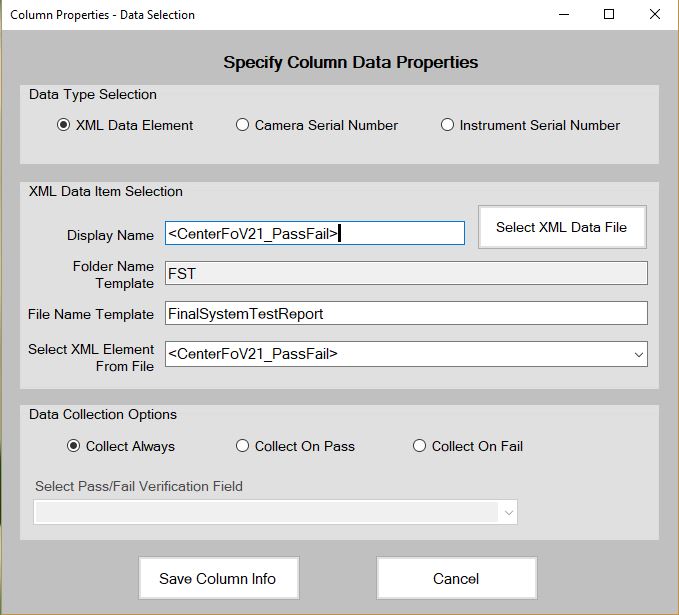 Column Properties - Data Selection
Specify Column Data Properties
Data Type Selection
XML Data Element
Camera Serial Number
Instrument Serial Number
XML Data Item Selection
Display Name
<CenterFoV21_PassFail>
Select XML Data File
Folder Name
Template
FST
File Name Template
FinalSystemTestReport
Select XML Element
From File
<CenterFoV21_PassFail>
Data Collection Options
Collect Always
Collect On Pass
Collect On Fail
Select Pass/Fail Verification Field
Save Column Info
Cancel